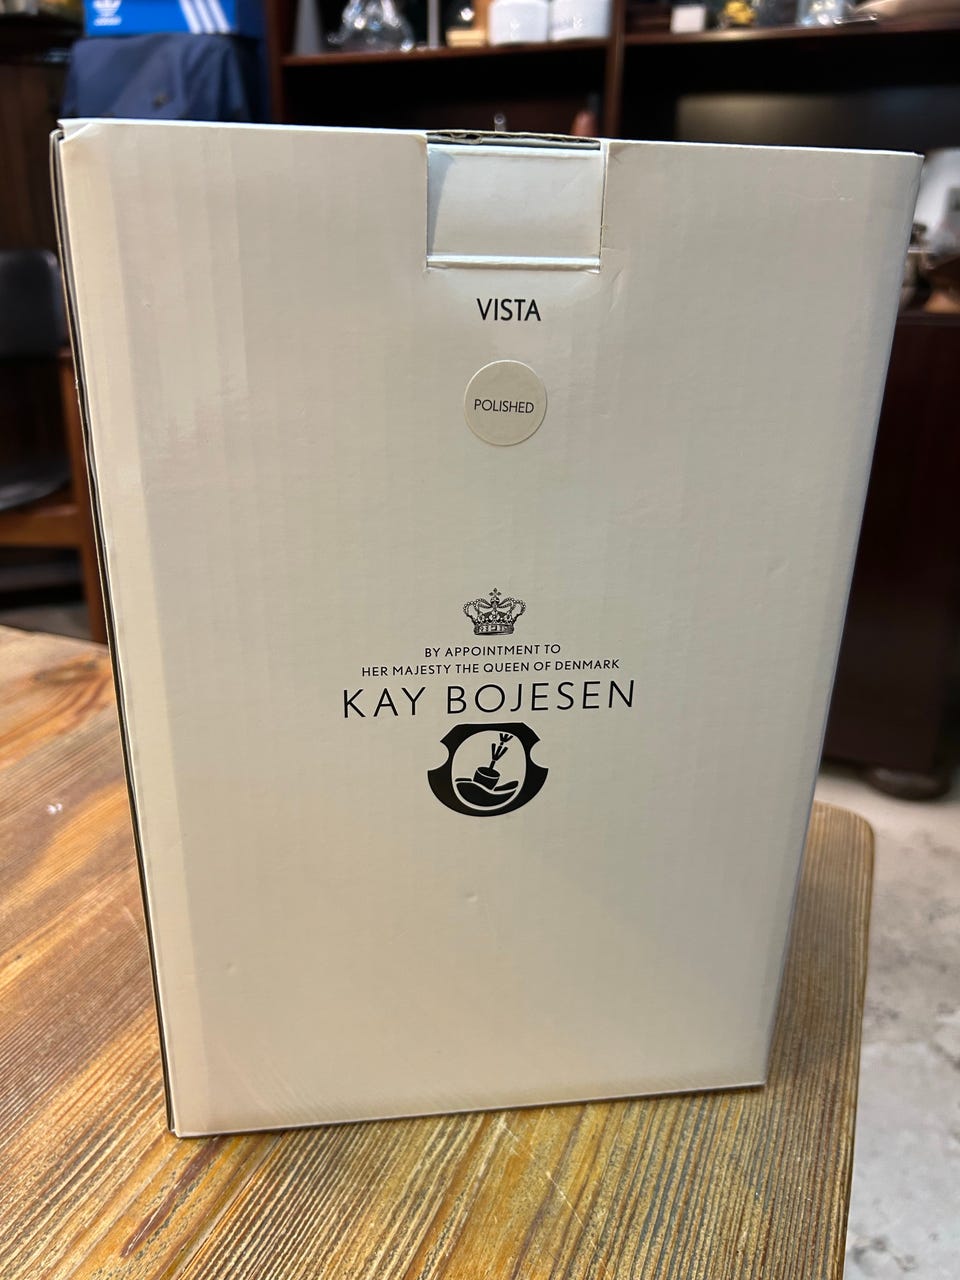 VISTA
POLISHED
BY APPOINTMENT TO
HER MAJESTY THE QUEEN OF DENMARK
KAY BOJESEN